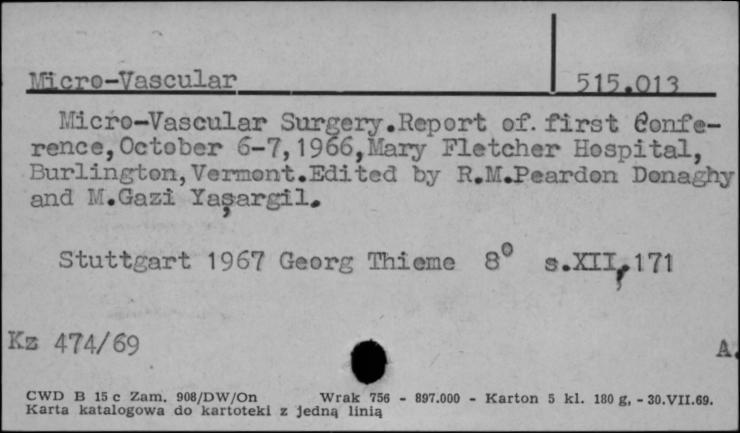 Micro-Vascular 515.013
Micro-Vascular Surgery.Report of. first Confe-
rence,October 6-7,1966,Mary Fletcher Hospital,
Burlington,Vermont.Edited by R.M.Peardon Donaghy
and M.Gazi Yaşargil.
Stuttgart 1967 Georg Thieme 8° s.XII,171
Kz 474/69 A.
CWD B 15 c Zam. 908/DW/On Wrak 756 - 897.000 - Karton 5 kl. 180 g, - 30.VII.69.
Karta katalogowa do kartoteki z jedną linią